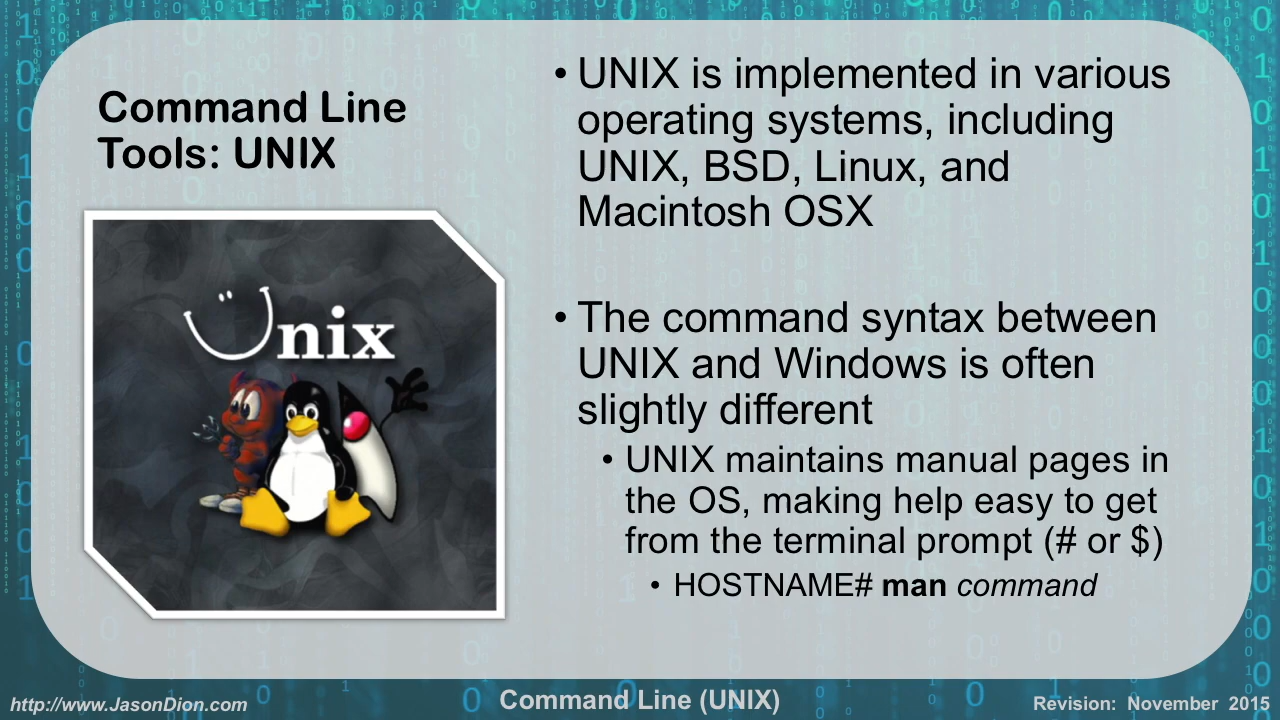 Command Line
Tools: UNIX
Unix
• UNIX is implemented in various
operating systems, including
UNIX, BSD, Linux, and
Macintosh OSX
• The command syntax between
UNIX and Windows is often
slightly different
• UNIX maintains manual pages in
the OS, making help easy to get
from the terminal prompt (# or $)
• HOSTNAME# man command
http://www.JasonDion.com
Command Line (UNIX)
Revision: November 2015